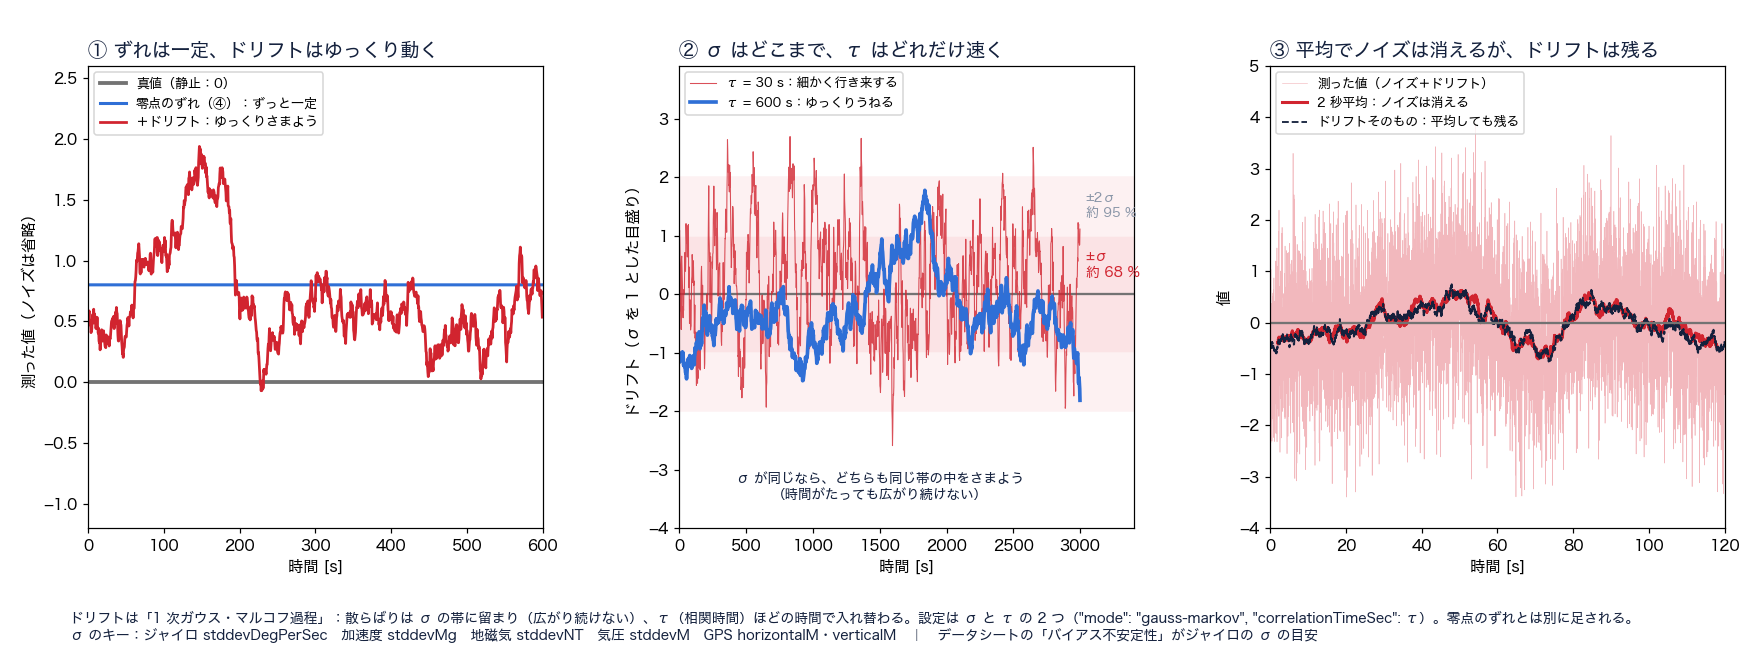 ① ずれは一定、ドリフトはゆっくり動く
2.5
2.0
1.5
1.0
0.5
0.0
−0.5
−1.0
測った値（ノイズは省略）
真値（静止：0）
零点のずれ（④）：ずっと一定
＋ドリフト：ゆっくりさまよう
0 100 200 300 400 500 600
時間 [s]
② σ はどこまで、τ はどれだけ速く
3
2
1
0
−1
−2
−3
−4
ドリフト（σ を 1 とした目盛り）
τ = 30 s：細かく行き来する
τ = 600 s：ゆっくりうねる
±2σ
約 95 %
±σ
約 68 %
σ が同じなら、どちらも同じ帯の中をさまよう
（時間がたっても広がり続けない）
0 500 1000 1500 2000 2500 3000
時間 [s]
③ 平均でノイズは消えるが、ドリフトは残る
5
4
3
2
1
0
−1
−2
−3
−4
値
測った値（ノイズ＋ドリフト）
2 秒平均：ノイズは消える
ドリフトそのもの：平均しても残る
0 20 40 60 80 100 120
時間 [s]
ドリフトは「1 次ガウス・マルコフ過程」：散らばりは σ の帯に留まり（広がり続けない）、τ（相関時間）ほどの時間で入れ替わる。設定は σ と τ の 2 つ（"mode": "gauss-markov", "correlationTimeSec": τ）。零点のずれとは別に足される。
σ のキー：ジャイロ stddevDegPerSec　加速度 stddevMg　地磁気 stddevNT　気圧 stddevM　GPS horizontalM・verticalM　|　データシートの「バイアス不安定性」がジャイロの σ の目安